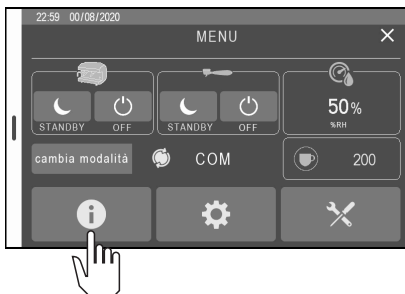 22:59 00/08/2020
MENU
STANDBY OFF STANDBY OFF
50%
%RH
cambia modalità COM 200